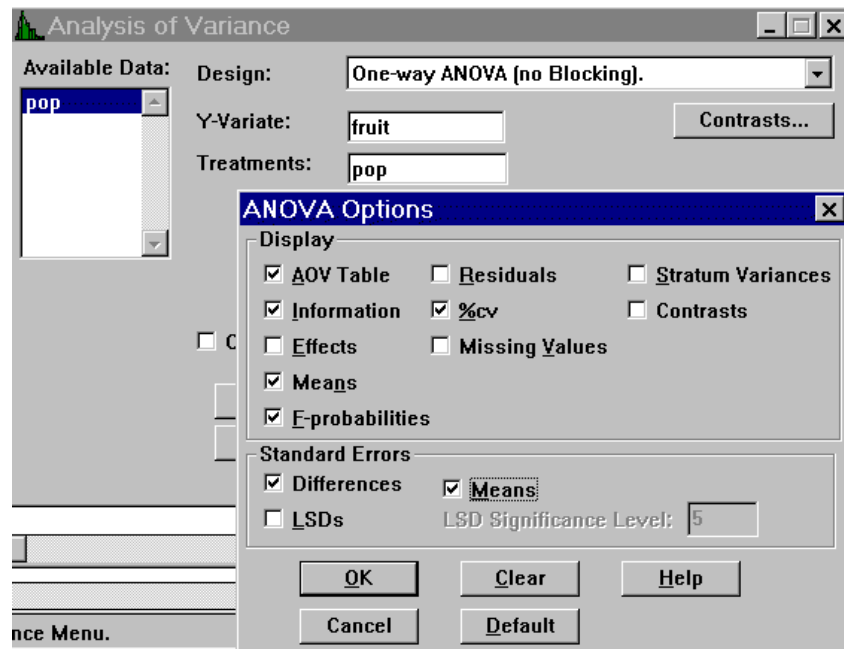 Analysis of Variance
Available Data:
pop
Design:
One-way ANOVA (no Blocking).
Y-Variate:
fruit
Contrasts...
Treatments:
pop
ANOVA Options
Display
AOV Table
Residuals
Stratum Variances
Information
%cv
Contrasts
Effects
Missing Values
Means
F-probabilities
Standard Errors
Differences
Means
LSDs
LSD Significance Level:
5
OK
Clear
Help
Cancel
Default
nce Menu.